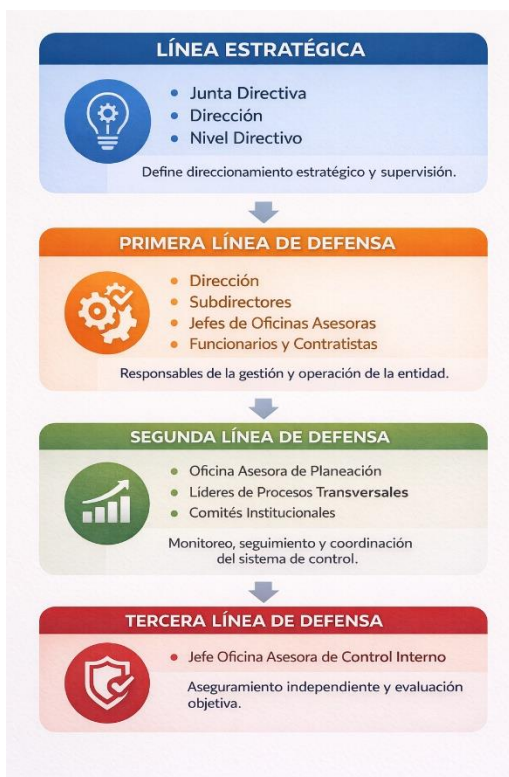 LÍNEA ESTRATÉGICA
• Junta Directiva
• Dirección
• Nivel Directivo
Define direccionamiento estratégico y supervisión.
PRIMERA LÍNEA DE DEFENSA
• Dirección
• Subdirectores
• Jefes de Oficinas Asesoras
• Funcionarios y Contratistas
Responsables de la gestión y operación de la entidad.
SEGUNDA LÍNEA DE DEFENSA
• Oficina Asesora de Planeación
• Líderes de Procesos Transversales
• Comités Institucionales
Monitoreo, seguimiento y coordinación
del sistema de control.
TERCERA LÍNEA DE DEFENSA
• Jefe Oficina Asesora de Control Interno
Aseguramiento independiente y evaluación
objetiva.